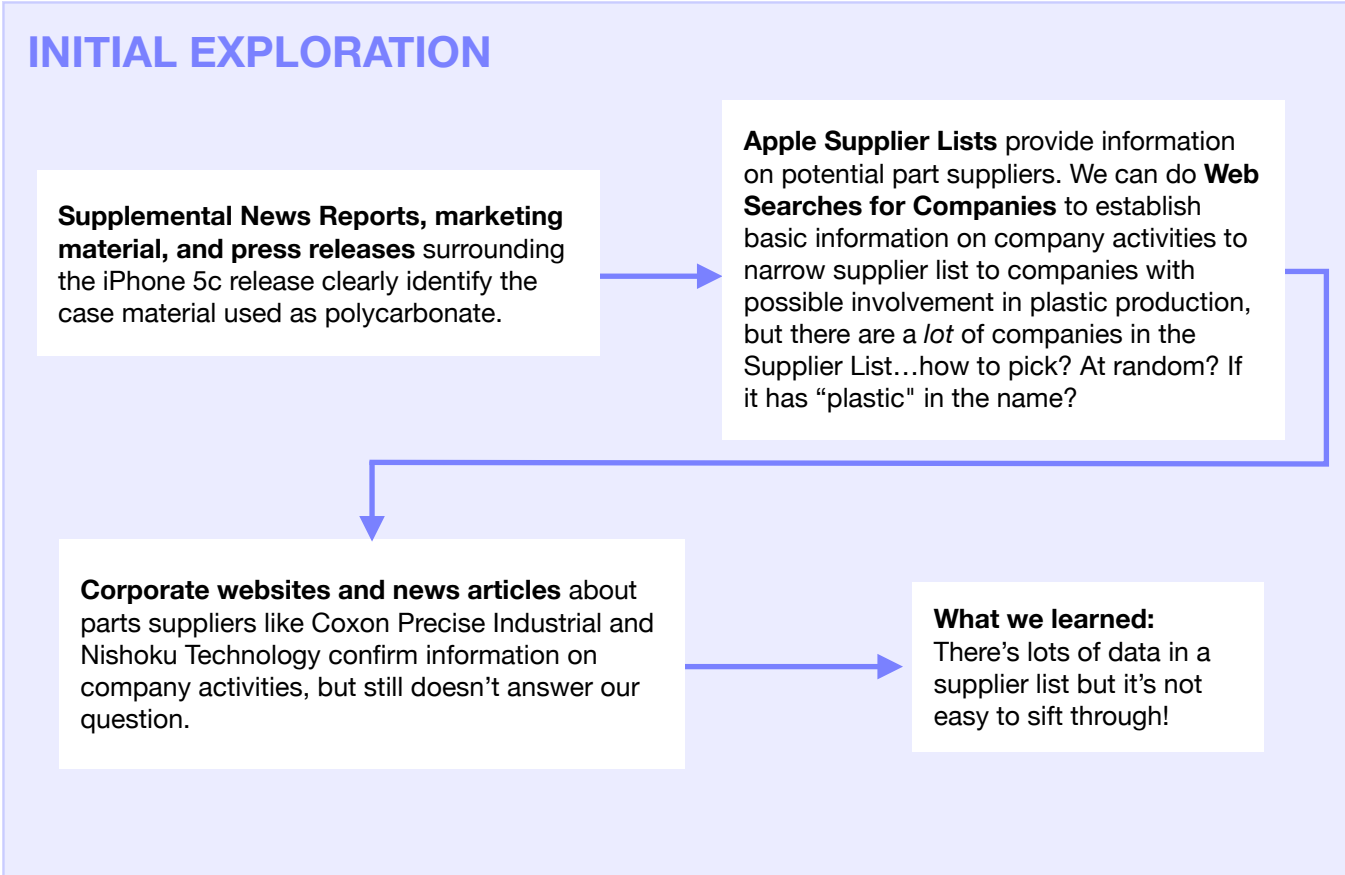 INITIAL EXPLORATION
Supplemental News Reports, marketing
material, and press releases surrounding
the iPhone 5c release clearly identify the
case material used as polycarbonate.
Apple Supplier Lists provide information
on potential part suppliers. We can do Web
Searches for Companies to establish
basic information on company activities to
narrow supplier list to companies with
possible involvement in plastic production,
but there are a lot of companies in the
Supplier List…how to pick? At random? If
it has “plastic" in the name?
Corporate websites and news articles about
parts suppliers like Coxon Precise Industrial and
Nishoku Technology confirm information on
company activities, but still doesn’t answer our
question.
What we learned:
There’s lots of data in a
supplier list but it’s not
easy to sift through!